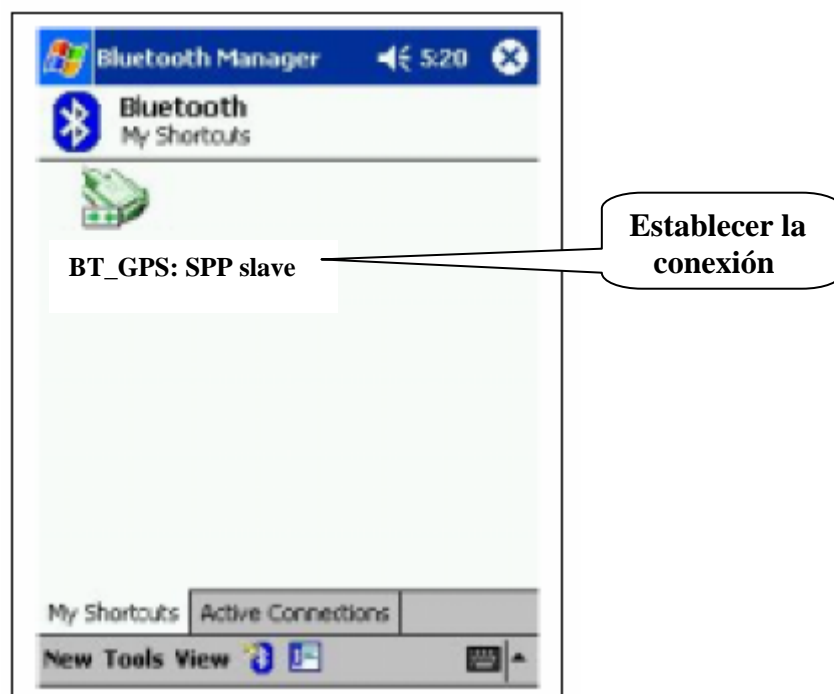 Bluetooth Manager 5:20
Bluetooth
My Shortcuts
BT_GPS: SPP slave
Establecer la
conexión
My Shortcuts Active Connections
New Tools View